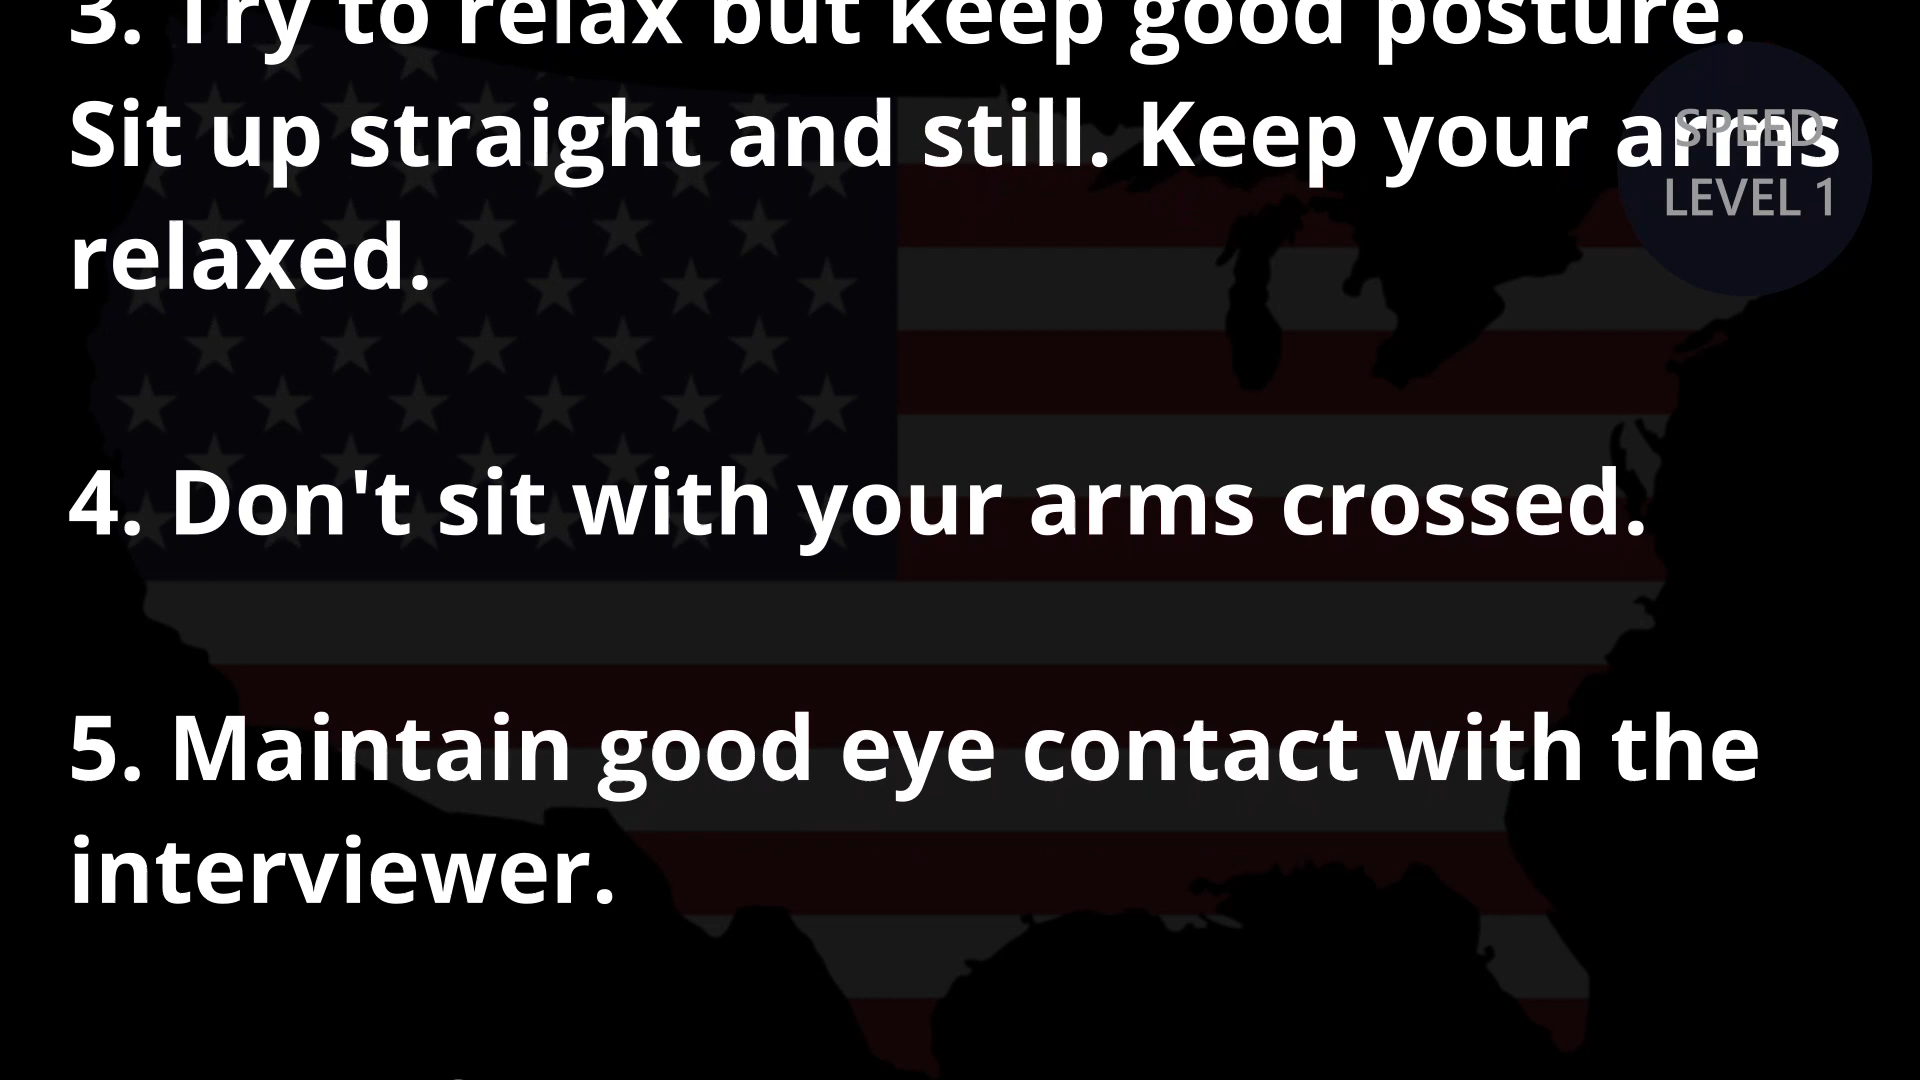 3. Try to relax but keep good posture.
Sit up straight and still. Keep your arms
relaxed.
4. Don't sit with your arms crossed.
5. Maintain good eye contact with the
interviewer.
SPEED
LEVEL 1